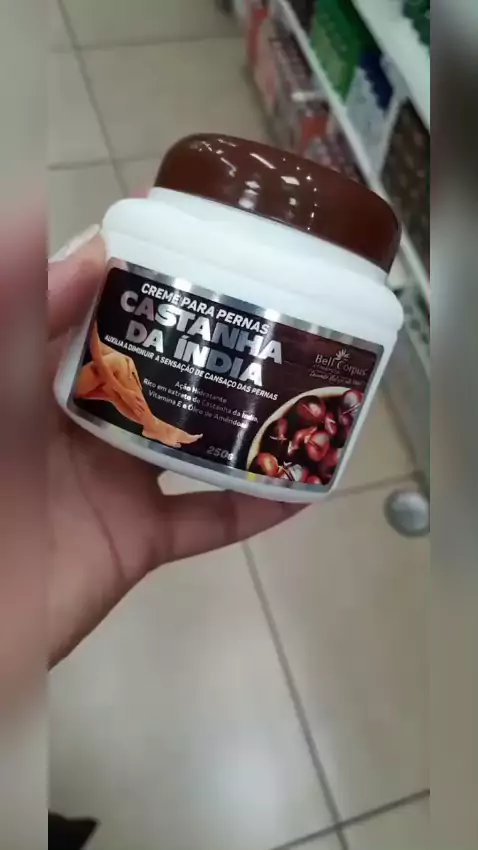 CREME PARA PERNAS
CASTANHA
DA ÍNDIA
AUXILIA A DIMINUIR A SENSAÇÃO DE CANSAÇO DAS PERNAS
Ação Hidratante
Rico em extrato de Castanha da Índia,
Vitamina E e Óleo de Amêndoas
250g
Bell Corpus